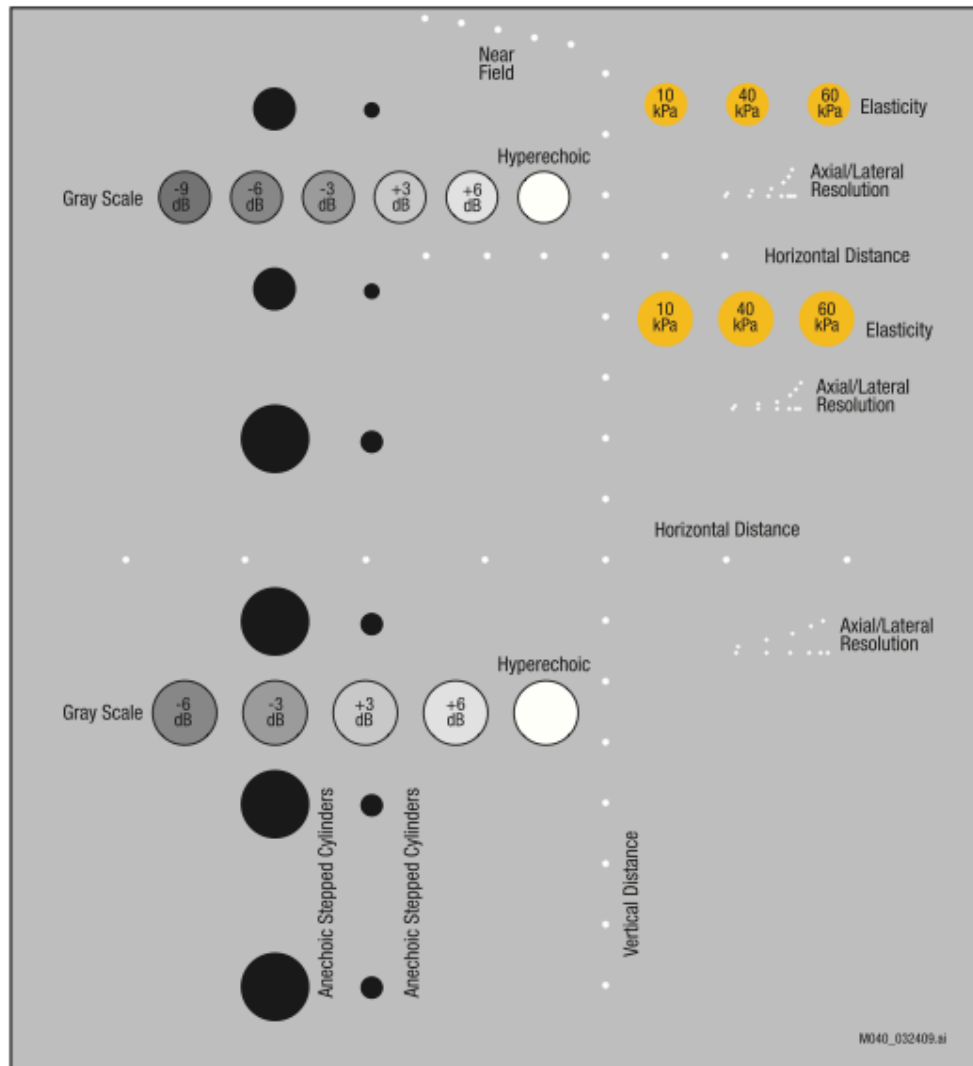 Near
Field
10
kPa
40
kPa
60
kPa
Elasticity
Hyperechoic
Axial/Lateral
Resolution
Gray Scale
-9
dB
-6
dB
-3
dB
+3
dB
+6
dB
Horizontal Distance
10
kPa
40
kPa
60
kPa
Elasticity
Axial/Lateral
Resolution
Horizontal Distance
Axial/Lateral
Resolution
Hyperechoic
Gray Scale
-6
dB
-3
dB
+3
dB
+6
dB
Anechoic Stepped Cylinders
Anechoic Stepped Cylinders
Vertical Distance
M040_032409.ai